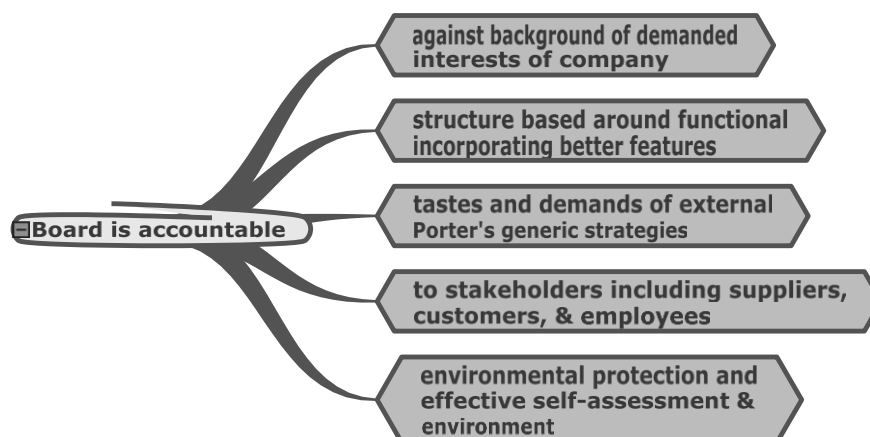 against background of demanded
interests of company
structure based around functional
incorporating better features
tastes and demands of external
Porter's generic strategies
Board is accountable
to stakeholders including suppliers,
customers, & employees
environmental protection and
effective self-assessment &
environment